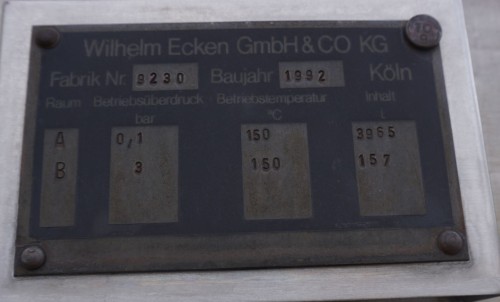 Wilhelm Ecken GmbH & CO KG
Fabrik Nr. 9230 Baujahr 1992 Köln
Raum Betriebsüberdruck Betriebstemperatur Inhalt
bar °C L
A 0,1 150 3965
B 3 150 157